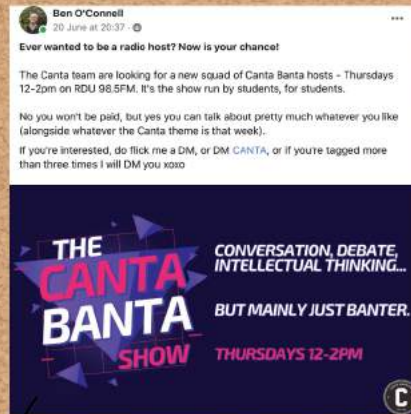 Ben O'Connell
20 June at 20:37 ·
Ever wanted to be a radio host? Now is your chance!
The Canta team are looking for a new squad of Canta Banta hosts - Thursdays
12-2pm on RDU 98.5FM. It's the show run by students, for students.
No you won't be paid, but yes you can talk about pretty much whatever you like
(alongside whatever the Canta theme is that week).
If you're interested, do flick me a DM, or DM CANTA, or if you're tagged more
than three times I will DM you xoxo
THE
CANTA
BANTA
SHOW
CONVERSATION, DEBATE,
INTELLECTUAL THINKING...
BUT MAINLY JUST BANTER.
THURSDAYS 12-2PM
C